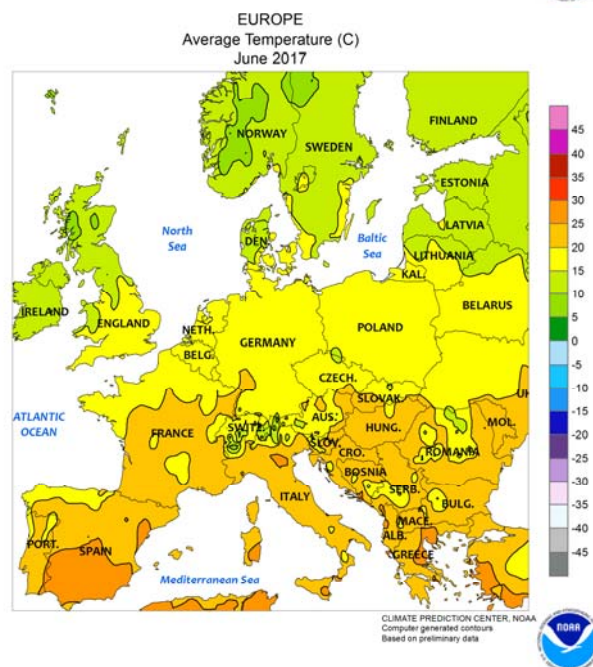 EUROPE
Average Temperature (C)
June 2017
NORWAY
FINLAND
SWEDEN
ESTONIA
North
Sea
Baltic
Sea
LATVIA
DEN.
LITHUANIA
KAL.
IRELAND
ENGLAND
NETH.
BELG.
GERMANY
POLAND
BELARUS
CZECH.
SLOVAK.
ATLANTIC
OCEAN
FRANCE
SWITZ.
AUS.
HUNG.
MOL.
SLOV.
CRO.
ROMANIA
BOSNIA
SERB.
ITALY
BULG.
MACE.
ALB.
PORT.
SPAIN
GREECE
Mediterranean Sea
45
40
35
30
25
20
15
10
5
0
-5
-10
-15
-20
-25
-30
-35
-40
-45
CLIMATE PREDICTION CENTER, NOAA
Computer generated contours
Based on preliminary data
NOAA